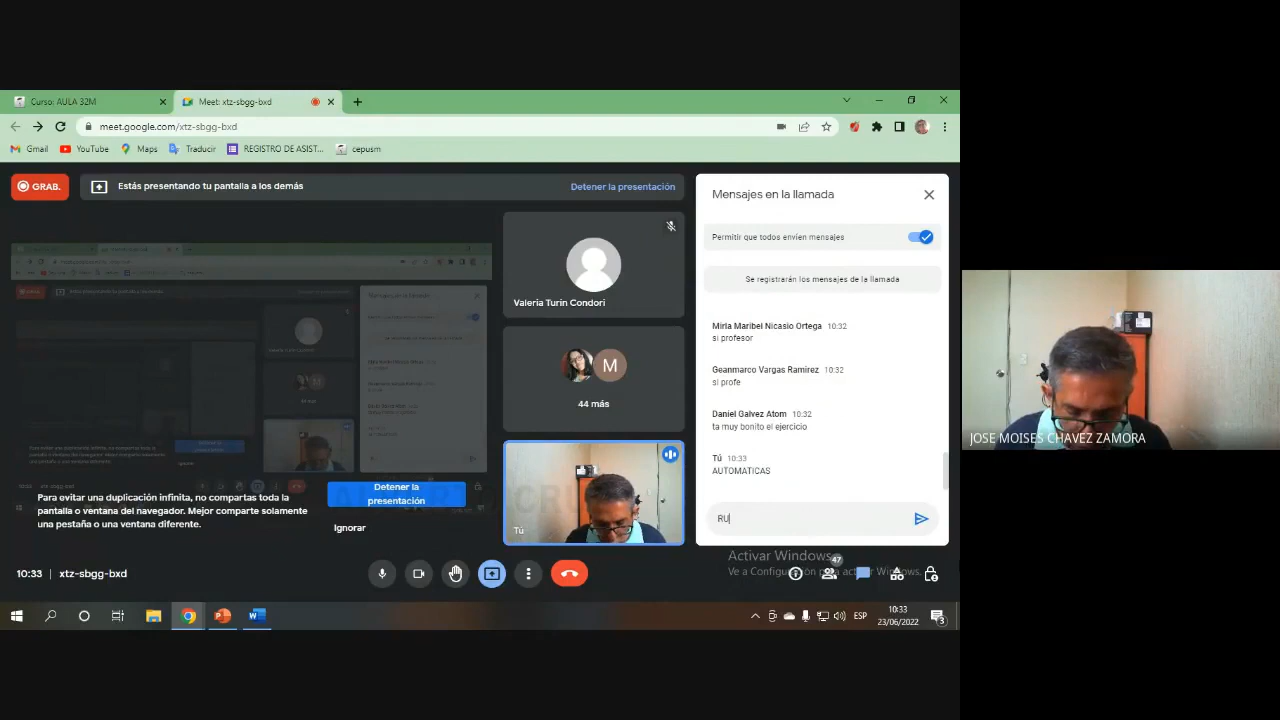 Curso: AULA 32M
Meet: xtz-sbgg-bxd
meet.google.com/xtz-sbgg-bxd
Gmail
YouTube
Maps
Traducir
REGISTRO DE ASIST...
cepusm
GRAB.
Estás presentando tu pantalla a los demás
Detener la presentación
Mensajes en la llamada
Permitir que todos envíen mensajes
Se registrarán los mensajes de la llamada
Valeria Turin Condori
Mirla Maribel Nicasio Ortega 10:32
si profesor
Geanmarco Vargas Ramirez 10:32
si profe
M
44 más
Daniel Galvez Atom 10:32
ta muy bonito el ejercicio
Tú 10:33
AUTOMATICAS
RU
Tú
Para evitar una duplicación infinita, no compartas toda la
pantalla o ventana del navegador. Mejor comparte solamente
una pestaña o una ventana diferente.
Detener la
presentación
Ignorar
Activar Windows
Ve a Configu
Windows.
10:33 | xtz-sbgg-bxd
47
ESP
10:33
23/06/2022
3
JOSE MOISES CHAVEZ ZAMORA